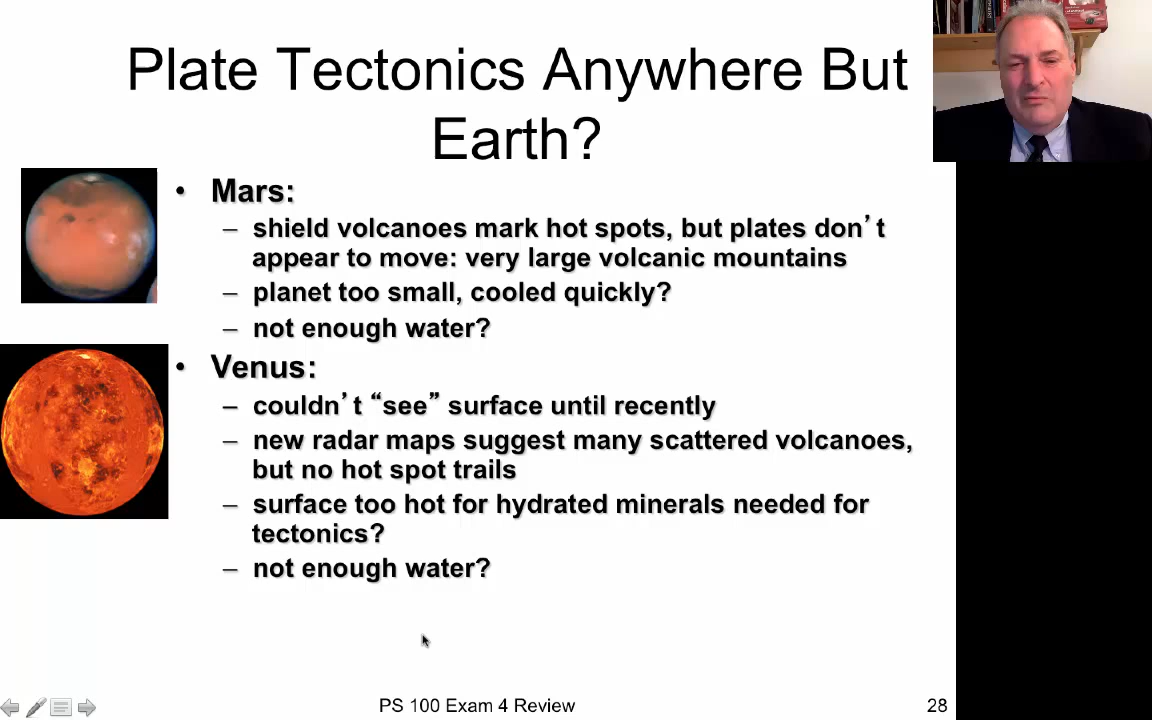 Plate Tectonics Anywhere But
Earth?
• Mars:
– shield volcanoes mark hot spots, but plates don’t
appear to move: very large volcanic mountains
– planet too small, cooled quickly?
– not enough water?
• Venus:
– couldn’t “see” surface until recently
– new radar maps suggest many scattered volcanoes,
but no hot spot trails
– surface too hot for hydrated minerals needed for
tectonics?
– not enough water?
PS 100 Exam 4 Review
28